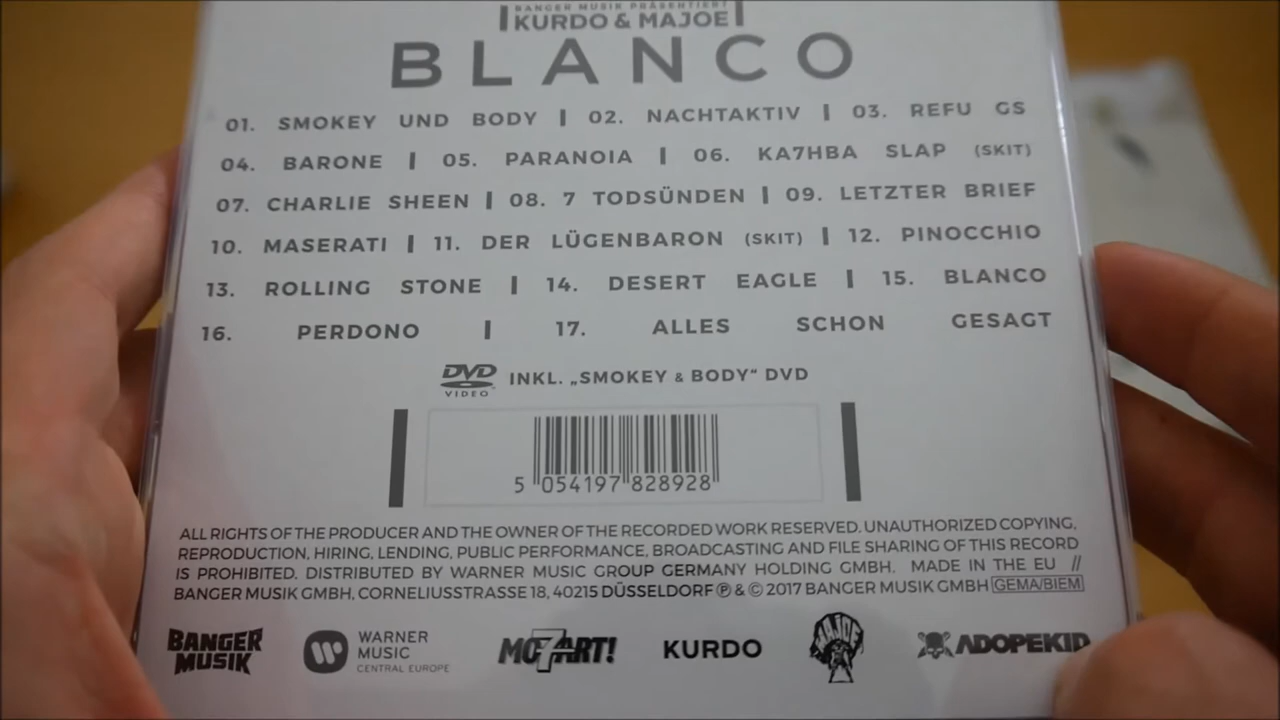 BANGER MUSIK PRÄSENTIERT
KURDO & MAJOE
BLANCO
01. SMOKEY UND BODY | 02. NACHTAKTIV | 03. REFU GS
04. BARONE | 05. PARANOIA | 06. KA7HBA SLAP (SKIT)
07. CHARLIE SHEEN | 08. 7 TODSÜNDEN | 09. LETZTER BRIEF
10. MASERATI | 11. DER LÜGENBARON (SKIT) | 12. PINOCCHIO
13. ROLLING STONE | 14. DESERT EAGLE | 15. BLANCO
16. PERDONO | 17. ALLES SCHON GESAGT
DVD VIDEO INKL. „SMOKEY & BODY“ DVD
5 054197 828928
ALL RIGHTS OF THE PRODUCER AND THE OWNER OF THE RECORDED WORK RESERVED. UNAUTHORIZED COPYING,
REPRODUCTION, HIRING, LENDING, PUBLIC PERFORMANCE, BROADCASTING AND FILE SHARING OF THIS RECORD
IS PROHIBITED. DISTRIBUTED BY WARNER MUSIC GROUP GERMANY HOLDING GMBH. MADE IN THE EU //
BANGER MUSIK GMBH, CORNELIUSSTRASSE 18, 40215 DÜSSELDORF ℗ & © 2017 BANGER MUSIK GMBH GEMA/BIEM
BANGER MUSIK WARNER MUSIC CENTRAL EUROPE MO7ART! KURDO MAJOE ADOPEKID